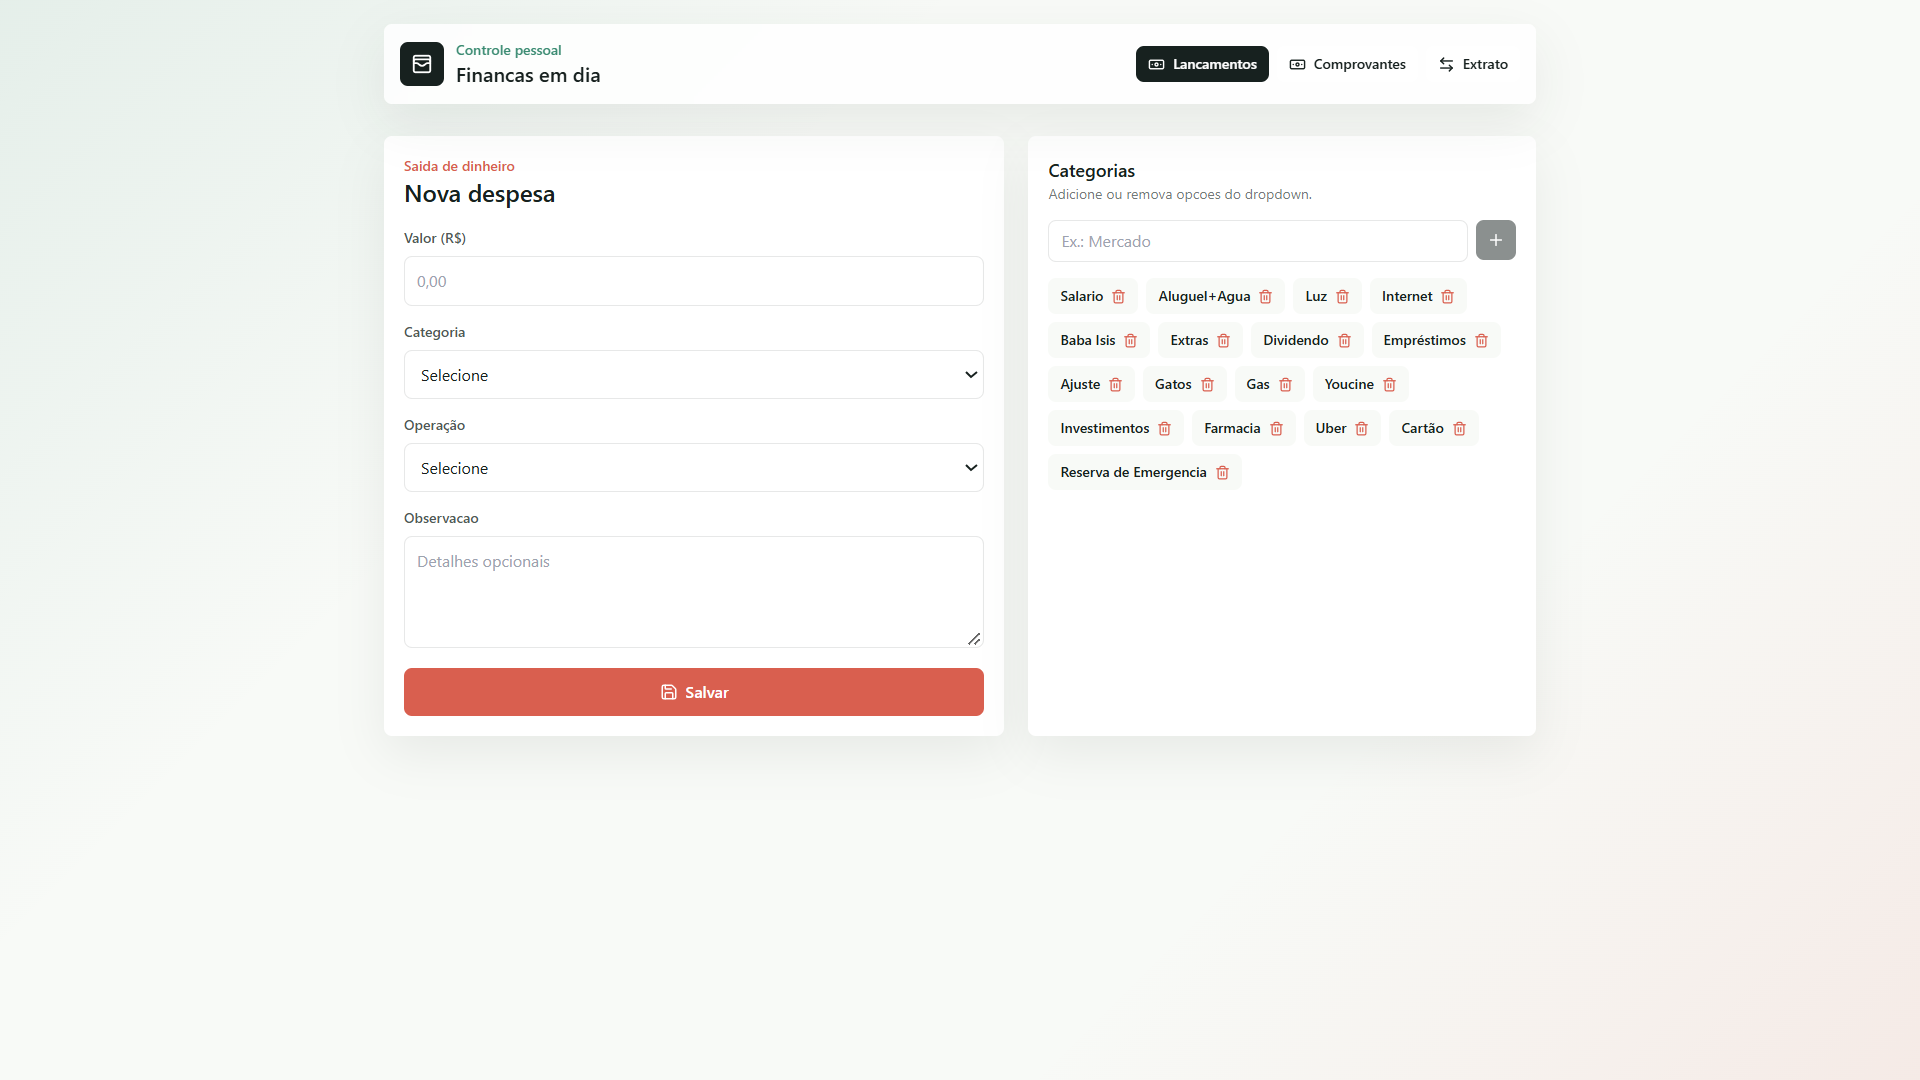 Controle pessoal
Financas em dia
Lancamentos
Comprovantes
Extrato
Saida de dinheiro
Nova despesa
Valor (R$)
0,00
Categoria
Selecione
Operação
Selecione
Observacao
Detalhes opcionais
Salvar
Categorias
Adicione ou remova opcoes do dropdown.
Ex.: Mercado
Salario Aluguel+Agua Luz Internet
Baba Isis Extras Dividendo Empréstimos
Ajuste Gatos Gas Youcine
Investimentos Farmacia Uber Cartão
Reserva de Emergencia